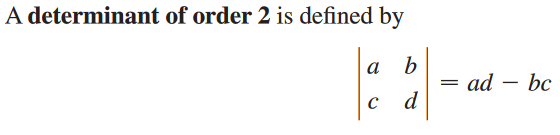 A determinant of order 2 is defined by
| a b |
| c d | = ad − bc